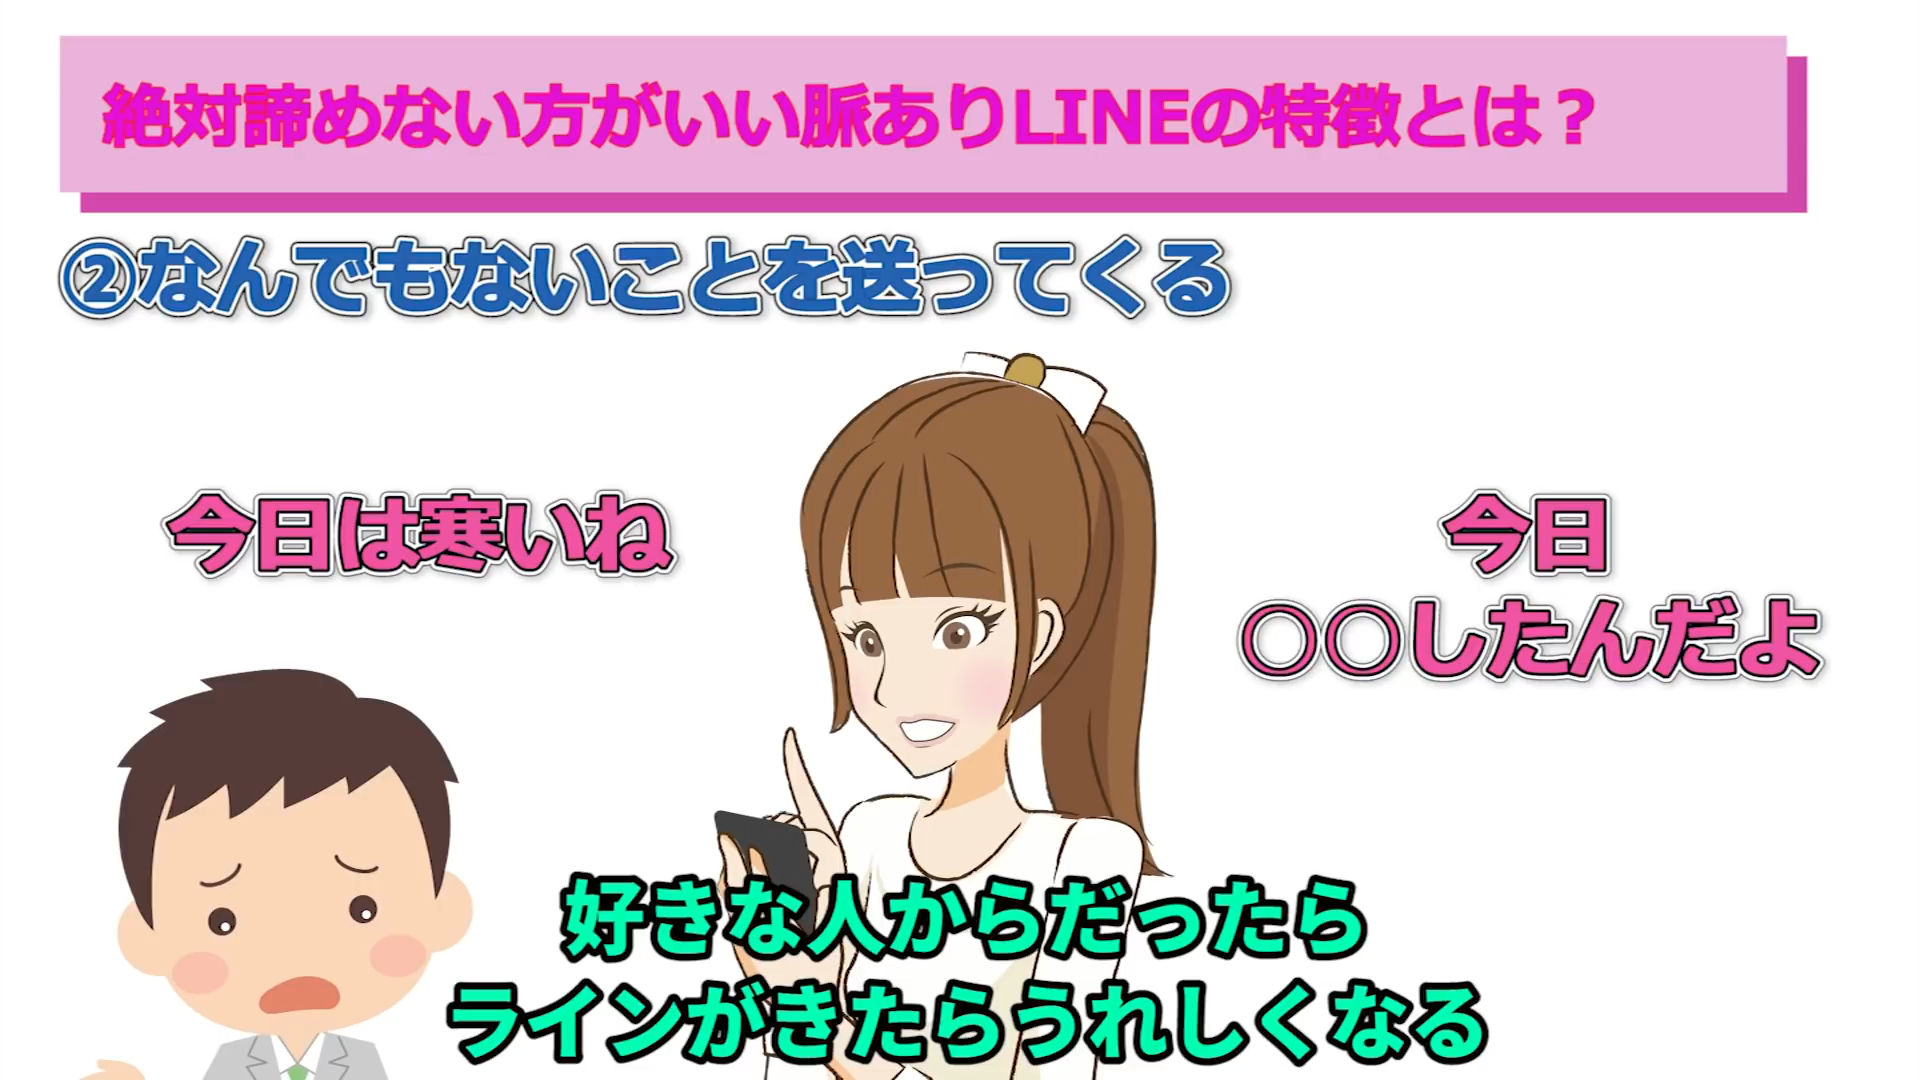 絶対諦めない方がいい脈ありLINEの特徴とは？
②なんでもないことを送ってくる
今日は寒いね
今日
○○したんだよ
好きな人からだったら
ラインがきたらうれしくなる